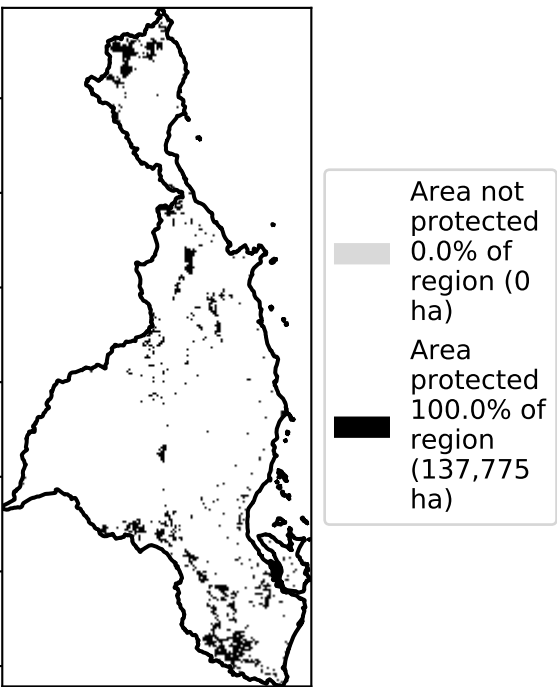 Area not
protected
0.0% of
region (0
ha)
Area
protected
100.0% of
region
(137,775
ha)